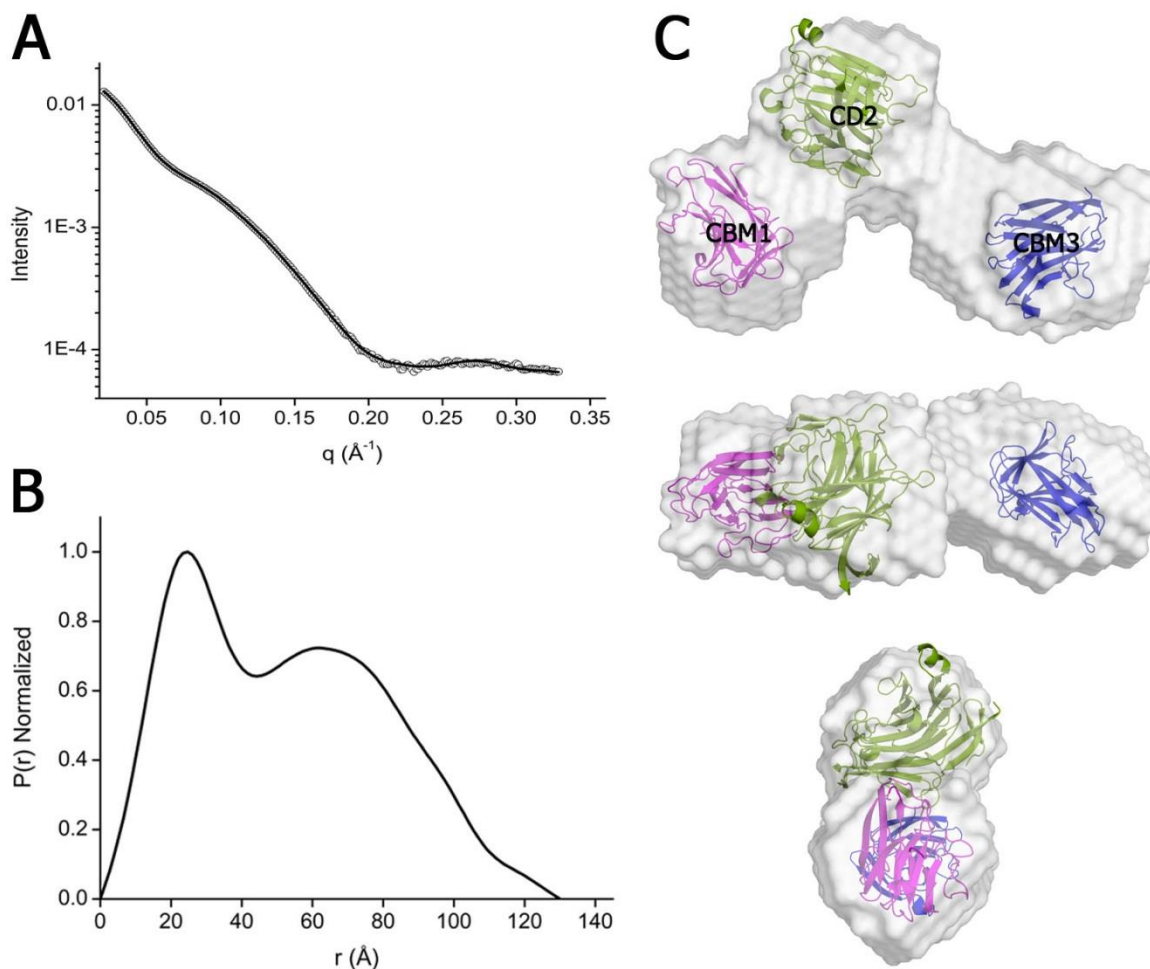 A
0.01
1E-3
1E-4
Intensity
0.05 0.10 0.15 0.20 0.25 0.30 0.35
q (Å⁻¹)
B
1.0
0.8
0.6
0.4
0.2
0.0
P(r) Normalized
0 20 40 60 80 100 120 140
r (Å)
C
CD2
CBM1
CBM3